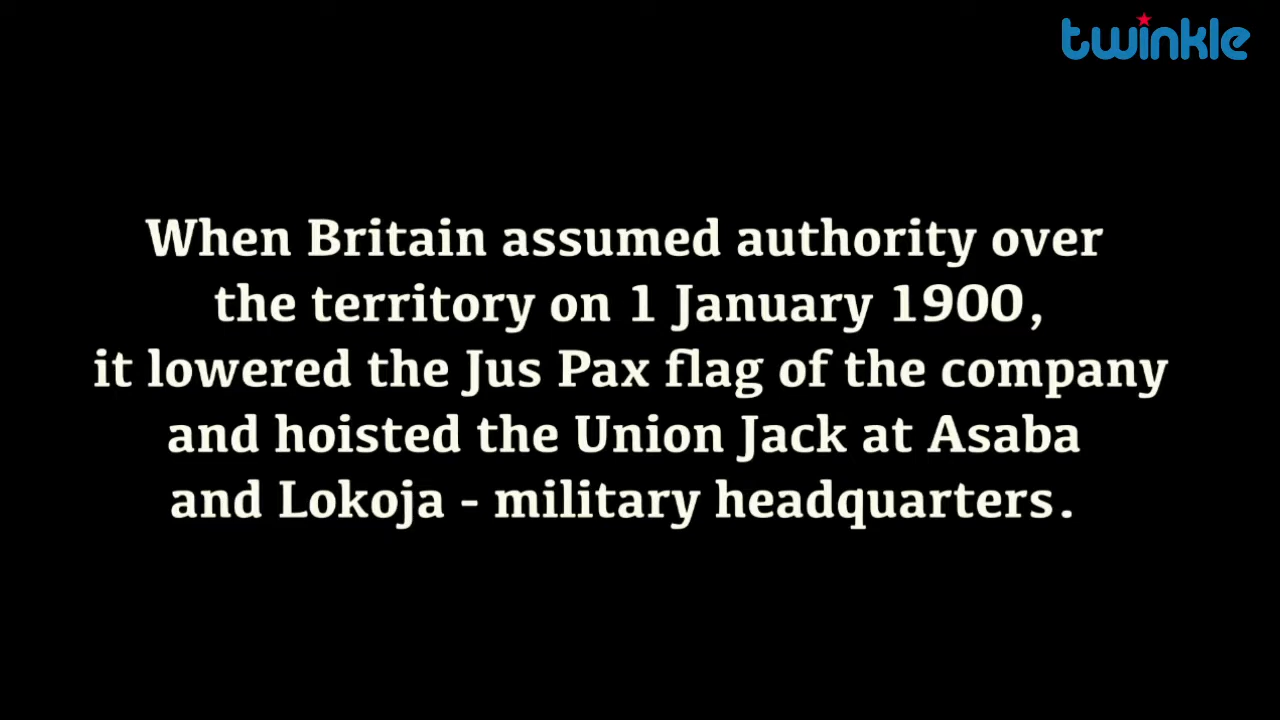 twinkle
When Britain assumed authority over
the territory on 1 January 1900,
it lowered the Jus Pax flag of the company
and hoisted the Union Jack at Asaba
and Lokoja - military headquarters.